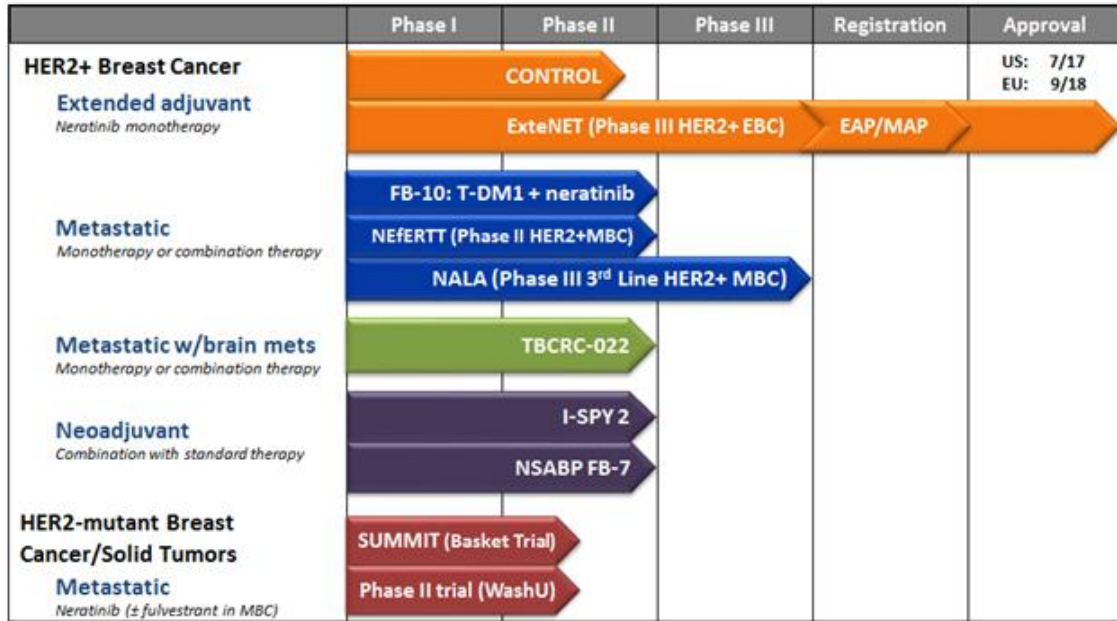 Phase I Phase II Phase III Registration Approval
HER2+ Breast Cancer
US: 7/17
EU: 9/18
CONTROL
Extended adjuvant
Neratinib monotherapy
ExteNET (Phase III HER2+ EBC) EAP/MAP
FB-10: T-DM1 + neratinib
Metastatic
Monotherapy or combination therapy
NEfERTT (Phase II HER2+MBC)
NALA (Phase III 3rd Line HER2+ MBC)
Metastatic w/brain mets
Monotherapy or combination therapy
TBCRC-022
I-SPY 2
Neoadjuvant
Combination with standard therapy
NSABP FB-7
HER2-mutant Breast
Cancer/Solid Tumors
SUMMIT (Basket Trial)
Metastatic
Neratinib (± fulvestrant in MBC)
Phase II trial (WashU)